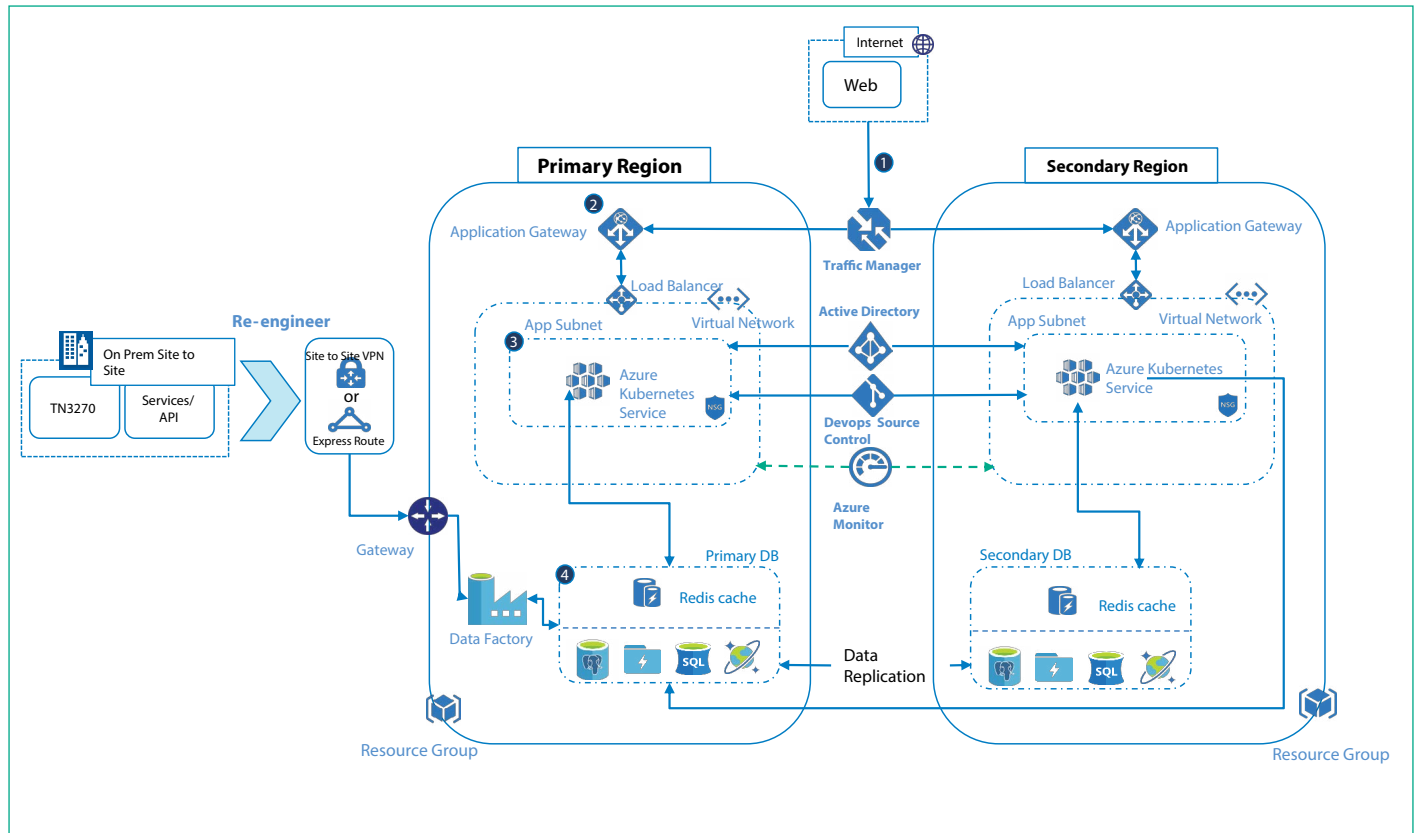 Internet
Web
1
Primary Region
Secondary Region
2
Application Gateway
Traffic Manager
Application Gateway
Load Balancer
Load Balancer
Virtual Network
Active Directory
Virtual Network
App Subnet
App Subnet
Re-engineer
On Prem Site to
Site
TN3270
Services/
API
Site to Site VPN
or
Express Route
3
Azure
Kubernetes
Service
NSG
Azure Kubernetes
Service
NSG
Devops Source
Control
Azure
Monitor
Gateway
Primary DB
Secondary DB
4
Redis cache
Redis cache
Data Factory
SQL
Data
Replication
SQL
Resource Group
Resource Group